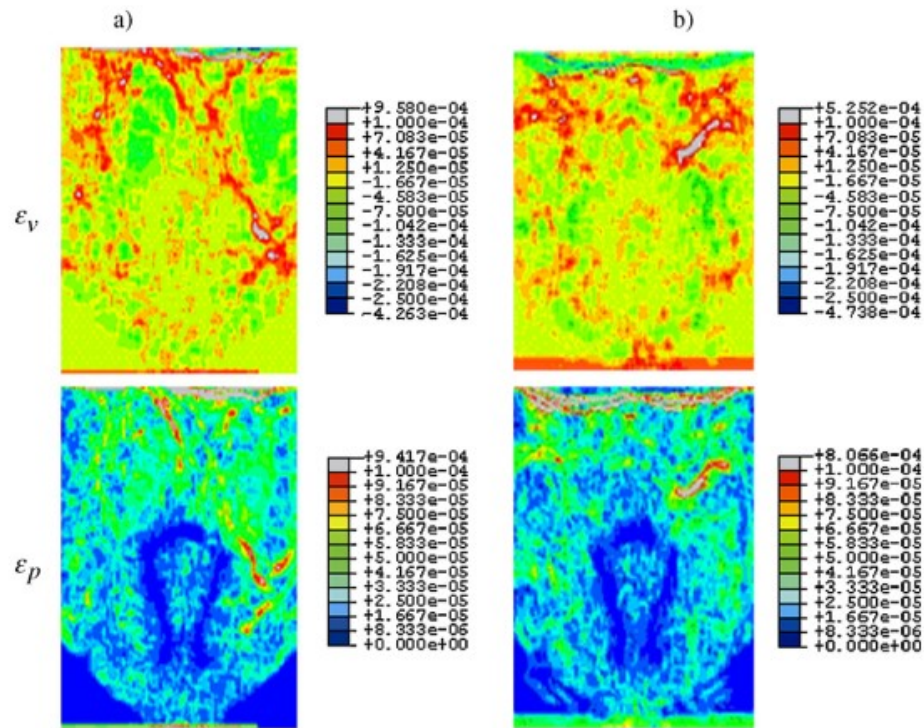 a)
b)
εv
+9.580e-04
+1.000e-04
+7.083e-05
+4.167e-05
+1.250e-05
-1.667e-05
-4.583e-05
-7.500e-05
-1.042e-04
-1.333e-04
-1.625e-04
-1.917e-04
-2.208e-04
-2.500e-04
-4.263e-04
+5.252e-04
+1.000e-04
+7.083e-05
+4.167e-05
+1.250e-05
-1.667e-05
-4.583e-05
-7.500e-05
-1.042e-04
-1.333e-04
-1.625e-04
-1.917e-04
-2.208e-04
-2.500e-04
-4.738e-04
εp
+9.417e-04
+1.000e-04
+9.167e-05
+8.333e-05
+7.500e-05
+6.667e-05
+5.833e-05
+5.000e-05
+4.167e-05
+3.333e-05
+2.500e-05
+1.667e-05
+8.333e-06
+0.000e+00
+8.066e-04
+1.000e-04
+9.167e-05
+8.333e-05
+7.500e-05
+6.667e-05
+5.833e-05
+5.000e-05
+4.167e-05
+3.333e-05
+2.500e-05
+1.667e-05
+8.333e-06
+0.000e+00